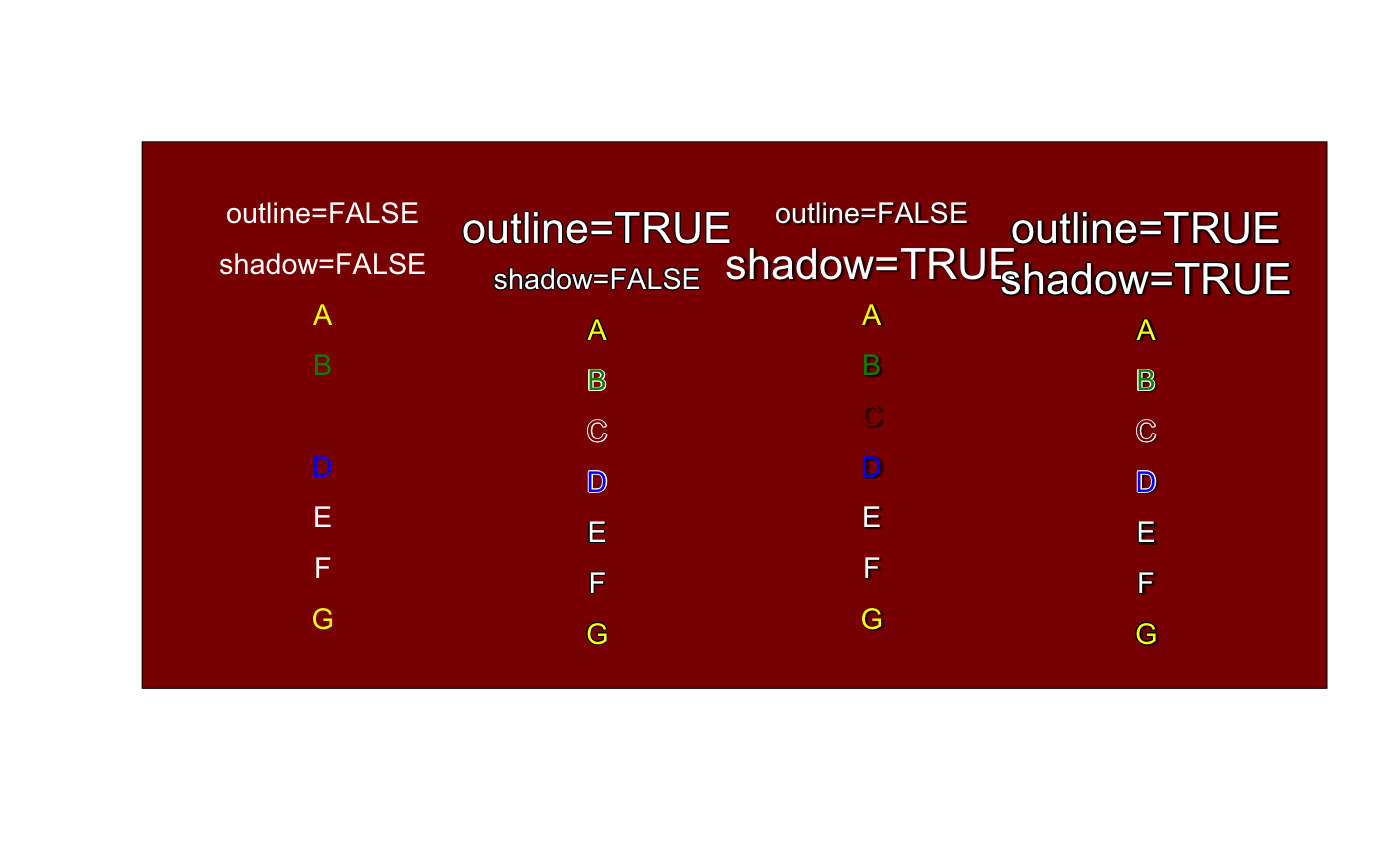 outline=FALSE
shadow=FALSE
A
B
D
E
F
G
outline=TRUE
shadow=FALSE
A
B
C
D
E
F
G
outline=FALSE
shadow=TRUE
A
B
C
D
E
F
G
outline=TRUE
shadow=TRUE
A
B
C
D
E
F
G